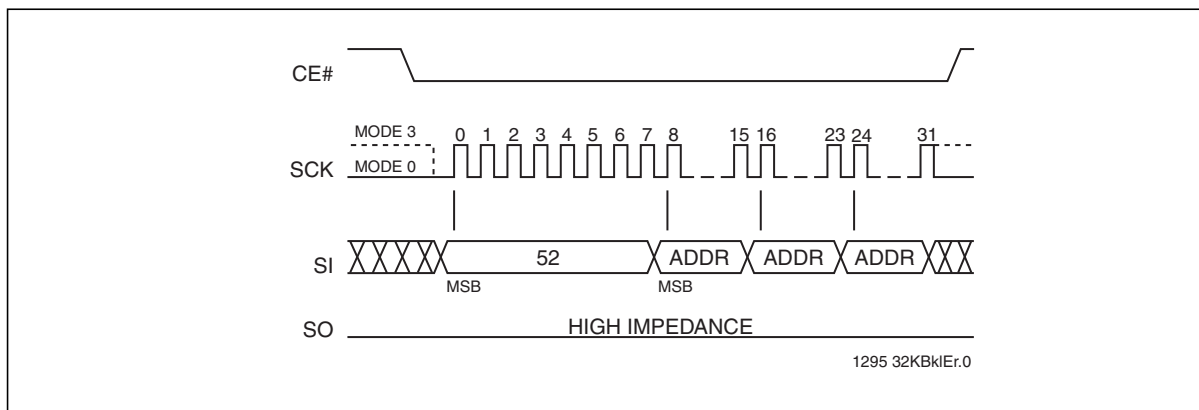 CE#
MODE 3
0 1 2 3 4 5 6 7 8 15 16 23 24 31
SCK
MODE 0
SI
52 ADDR ADDR ADDR
MSB MSB
SO
HIGH IMPEDANCE
1295 32KBklEr.0